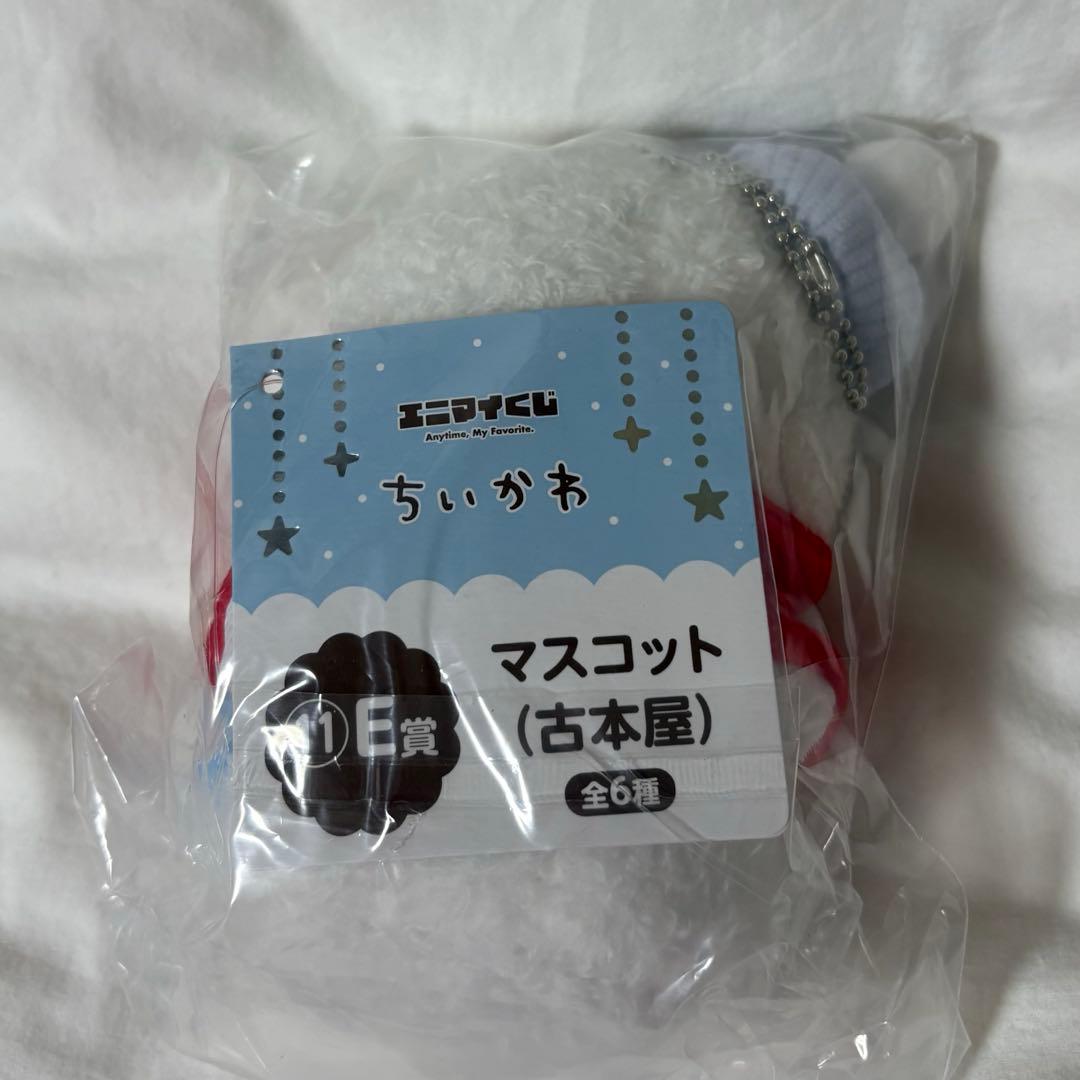 エニマイくじ
Anytime, My Favorite.
ちいかわ
マスコット
(古本屋)
11 E賞
全6種